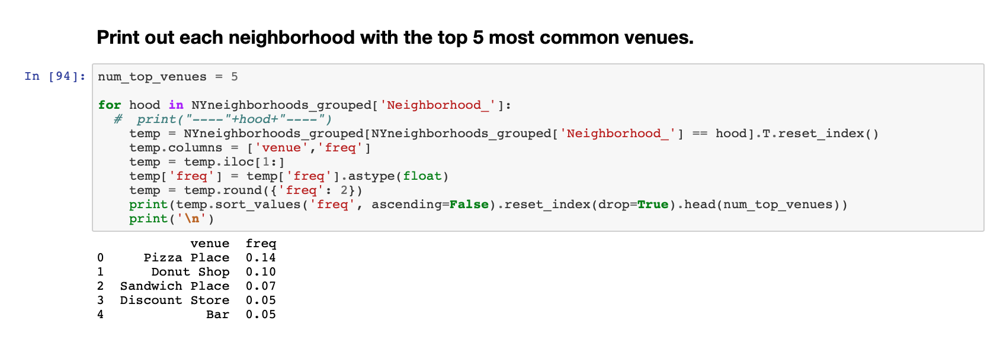 Print out each neighborhood with the top 5 most common venues.
In [94]:
num_top_venues = 5
for hood in NYneighborhoods_grouped['Neighborhood_']:
  #  print("----"+hood+"----")
    temp = NYneighborhoods_grouped[NYneighborhoods_grouped['Neighborhood_'] == hood].T.reset_index()
    temp.columns = ['venue','freq']
    temp = temp.iloc[1:]
    temp['freq'] = temp['freq'].astype(float)
    temp = temp.round({'freq': 2})
    print(temp.sort_values('freq', ascending=False).reset_index(drop=True).head(num_top_venues))
    print('\n')
            venue  freq
0     Pizza Place  0.14
1      Donut Shop  0.10
2  Sandwich Place  0.07
3  Discount Store  0.05
4             Bar  0.05